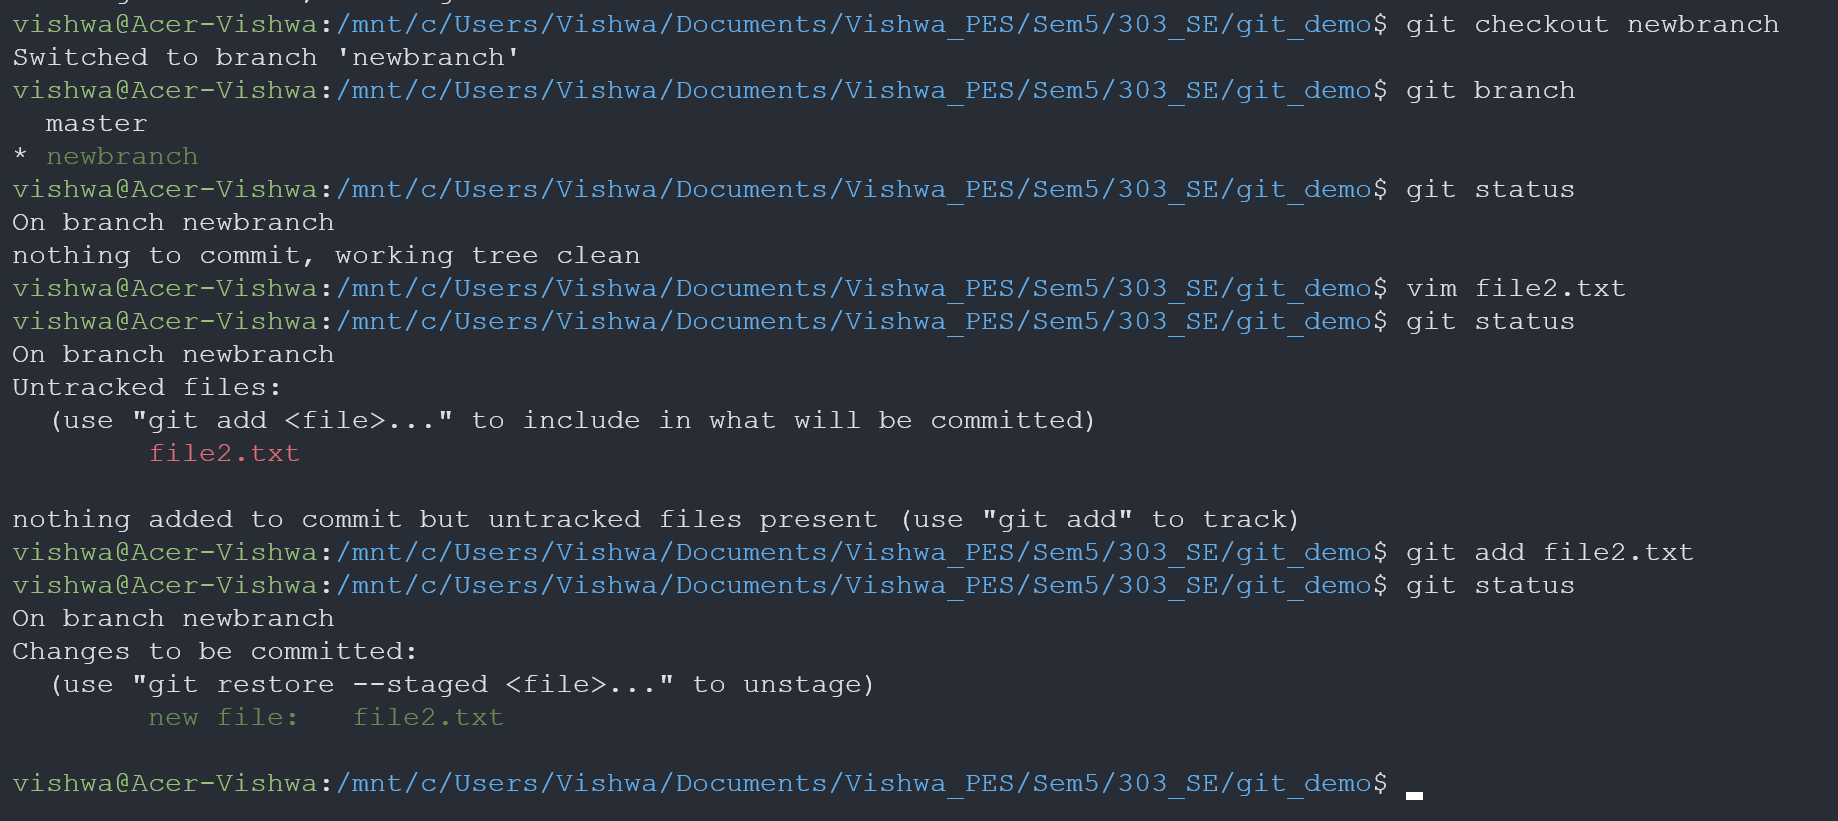 vishwa@Acer-Vishwa:/mnt/c/Users/Vishwa/Documents/Vishwa_PES/Sem5/303_SE/git_demo$ git checkout newbranch
Switched to branch 'newbranch'
vishwa@Acer-Vishwa:/mnt/c/Users/Vishwa/Documents/Vishwa_PES/Sem5/303_SE/git_demo$ git branch
  master
* newbranch
vishwa@Acer-Vishwa:/mnt/c/Users/Vishwa/Documents/Vishwa_PES/Sem5/303_SE/git_demo$ git status
On branch newbranch
nothing to commit, working tree clean
vishwa@Acer-Vishwa:/mnt/c/Users/Vishwa/Documents/Vishwa_PES/Sem5/303_SE/git_demo$ vim file2.txt
vishwa@Acer-Vishwa:/mnt/c/Users/Vishwa/Documents/Vishwa_PES/Sem5/303_SE/git_demo$ git status
On branch newbranch
Untracked files:
  (use "git add <file>..." to include in what will be committed)
        file2.txt

nothing added to commit but untracked files present (use "git add" to track)
vishwa@Acer-Vishwa:/mnt/c/Users/Vishwa/Documents/Vishwa_PES/Sem5/303_SE/git_demo$ git add file2.txt
vishwa@Acer-Vishwa:/mnt/c/Users/Vishwa/Documents/Vishwa_PES/Sem5/303_SE/git_demo$ git status
On branch newbranch
Changes to be committed:
  (use "git restore --staged <file>..." to unstage)
        new file:   file2.txt

vishwa@Acer-Vishwa:/mnt/c/Users/Vishwa/Documents/Vishwa_PES/Sem5/303_SE/git_demo$